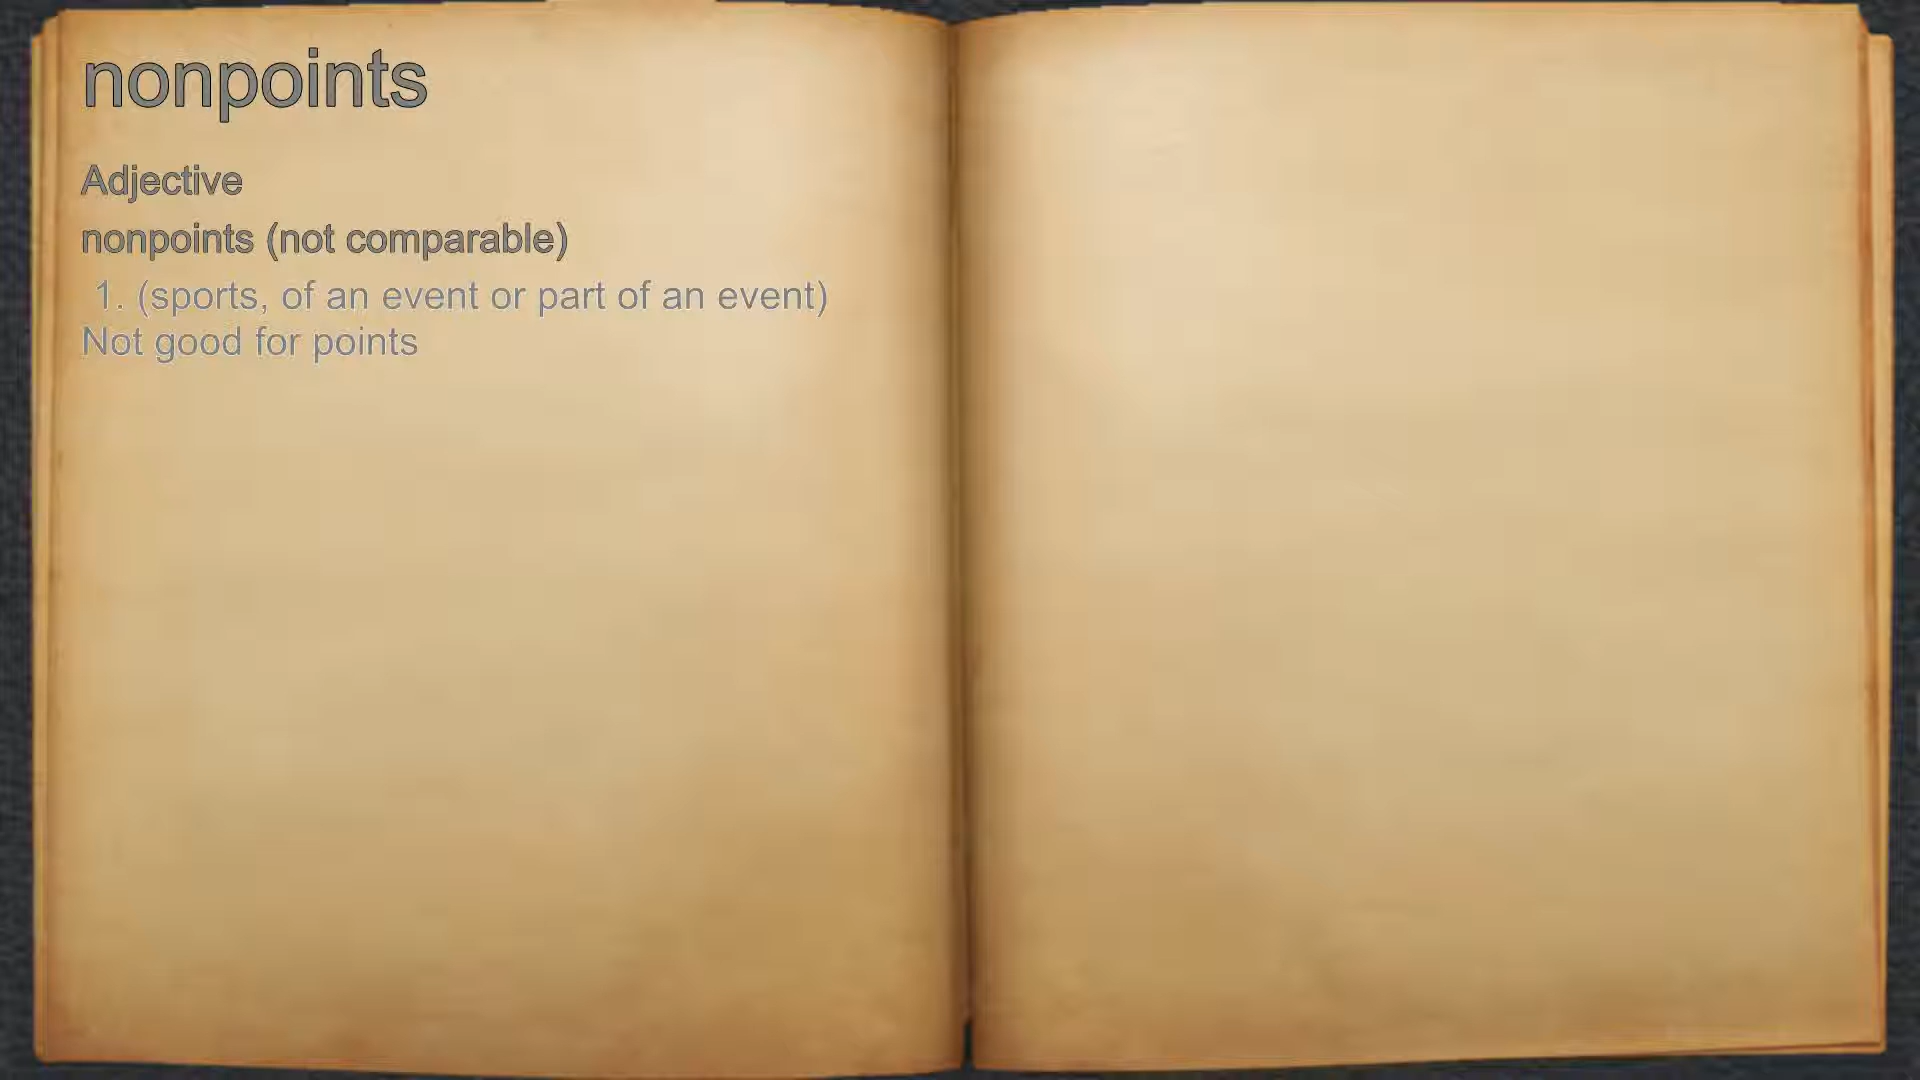 nonpoints
Adjective
nonpoints (not comparable)
1. (sports, of an event or part of an event)
Not good for points